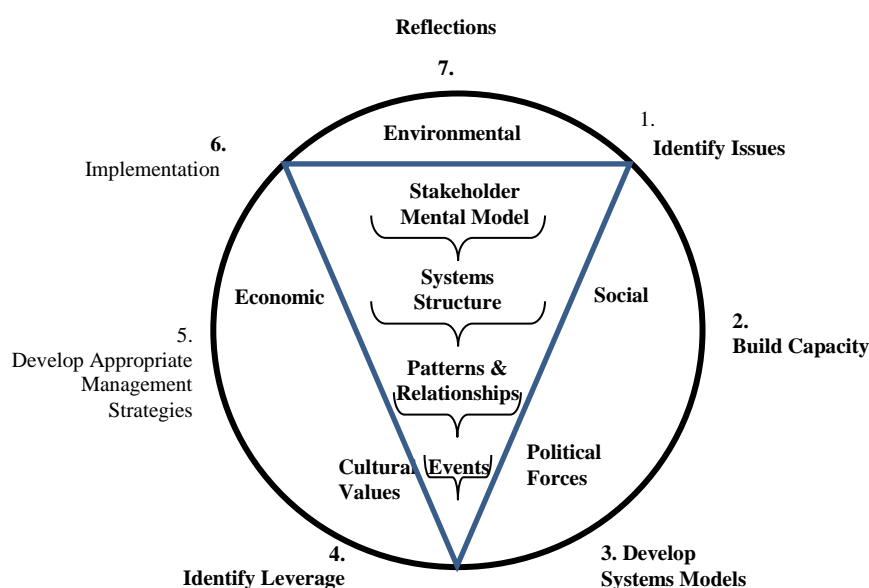 Reflections
7.
Environmental
1.
Identify Issues
6.
Implementation
Stakeholder
Mental Model
Systems
Structure
Economic
Social
2.
Build Capacity
5.
Develop Appropriate
Management
Strategies
Patterns &
Relationships
Cultural
Values
Events
Political
Forces
4.
Identify Leverage
3. Develop
Systems Models